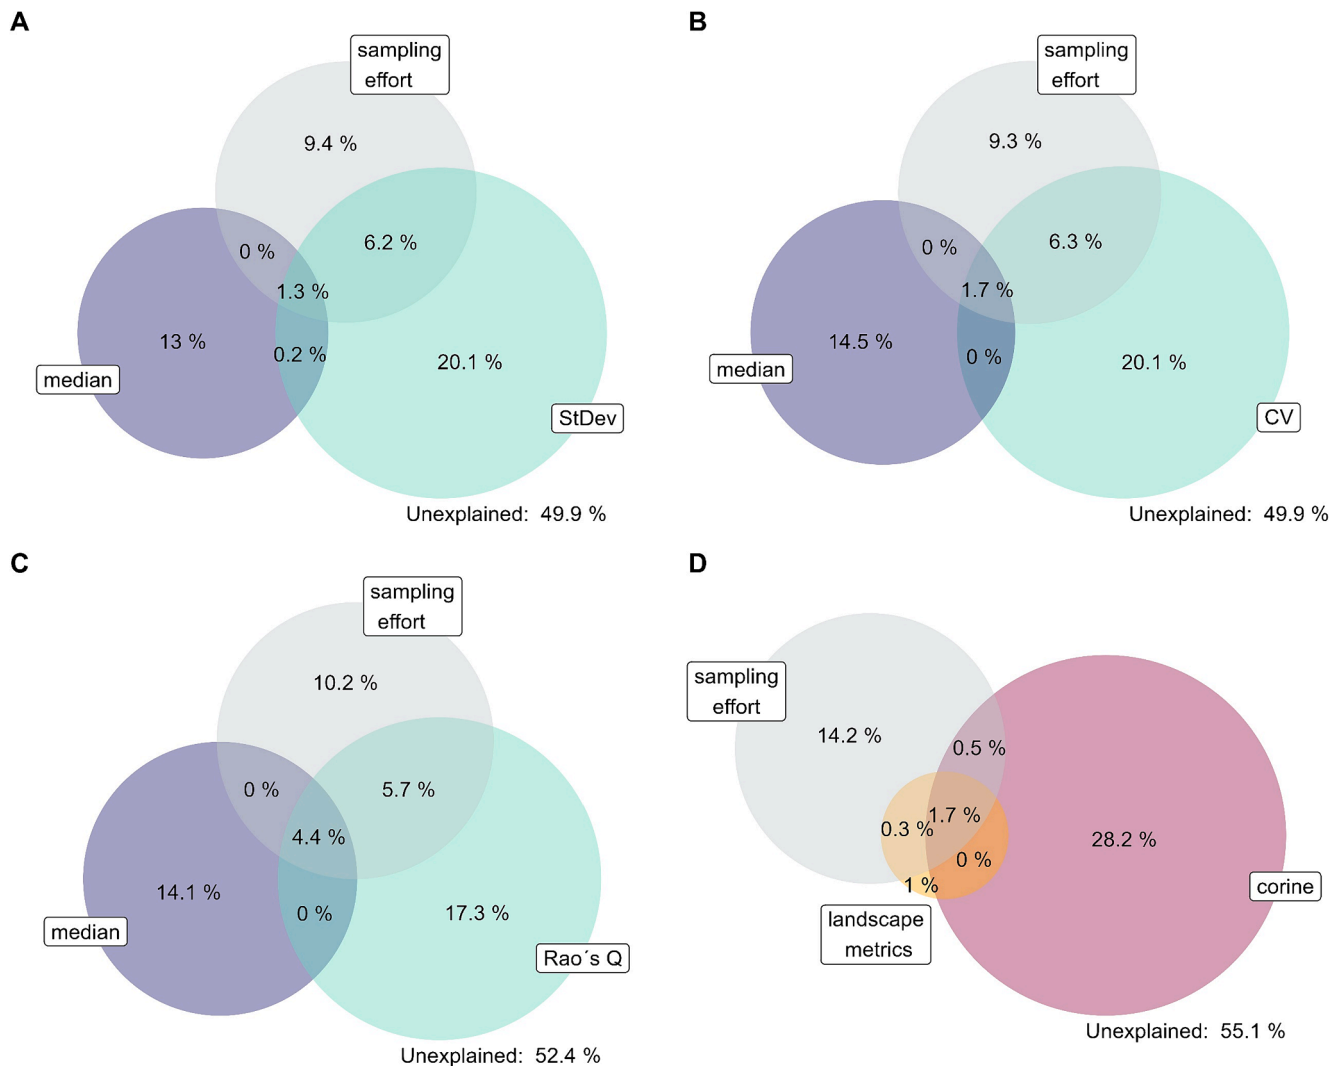 A
sampling
effort
9.4 %
0 %
6.2 %
1.3 %
13 %
0.2 %
20.1 %
median
StDev
Unexplained: 49.9 %
B
sampling
effort
9.3 %
0 %
6.3 %
1.7 %
14.5 %
0 %
20.1 %
median
CV
Unexplained: 49.9 %
C
sampling
effort
10.2 %
0 %
5.7 %
4.4 %
14.1 %
0 %
17.3 %
median
Rao´s Q
Unexplained: 52.4 %
D
sampling
effort
14.2 %
0.5 %
1.7 %
0.3 %
28.2 %
0 %
1 %
corine
landscape
metrics
Unexplained: 55.1 %